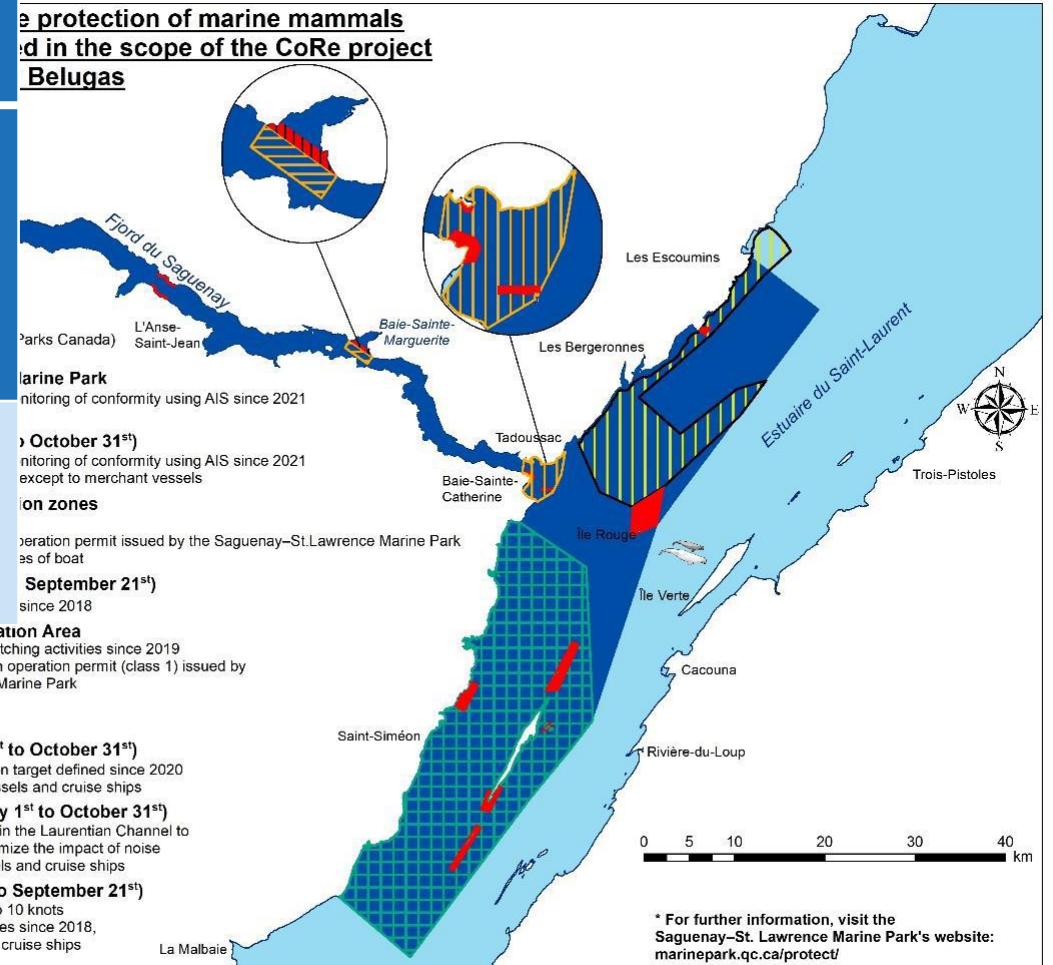 e protection of marine mammals
ed in the scope of the CoRe project
Belugas
Fjord du Saguenay
L'Anse-
Saint-Jean
Baie-Sainte-
Marguerite
Les Escoumins
Les Bergeronnes
Tadoussac
Baie-Sainte-
Catherine
Estuaire du Saint-Laurent
N
W
E
S
Trois-Pistoles
Île Rouge
Île Verte
Cacouna
Rivière-du-Loup
Saint-Siméon
La Malbaie
Parks Canada)
Marine Park
nitoring of conformity using AIS since 2021
o October 31st)
nitoring of conformity using AIS since 2021
except to merchant vessels
ion zones
peration permit issued by the Saguenay–St.Lawrence Marine Park
es of boat
September 21st)
since 2018
ation Area
tching activities since 2019
n operation permit (class 1) issued by
Marine Park
t to October 31st)
on target defined since 2020
ssels and cruise ships
y 1st to October 31st)
in the Laurentian Channel to
mize the impact of noise
els and cruise ships
o September 21st)
o 10 knots
es since 2018,
cruise ships
0 5 10 20 30 40
km
* For further information, visit the
Saguenay–St. Lawrence Marine Park's website:
marinepark.qc.ca/protect/